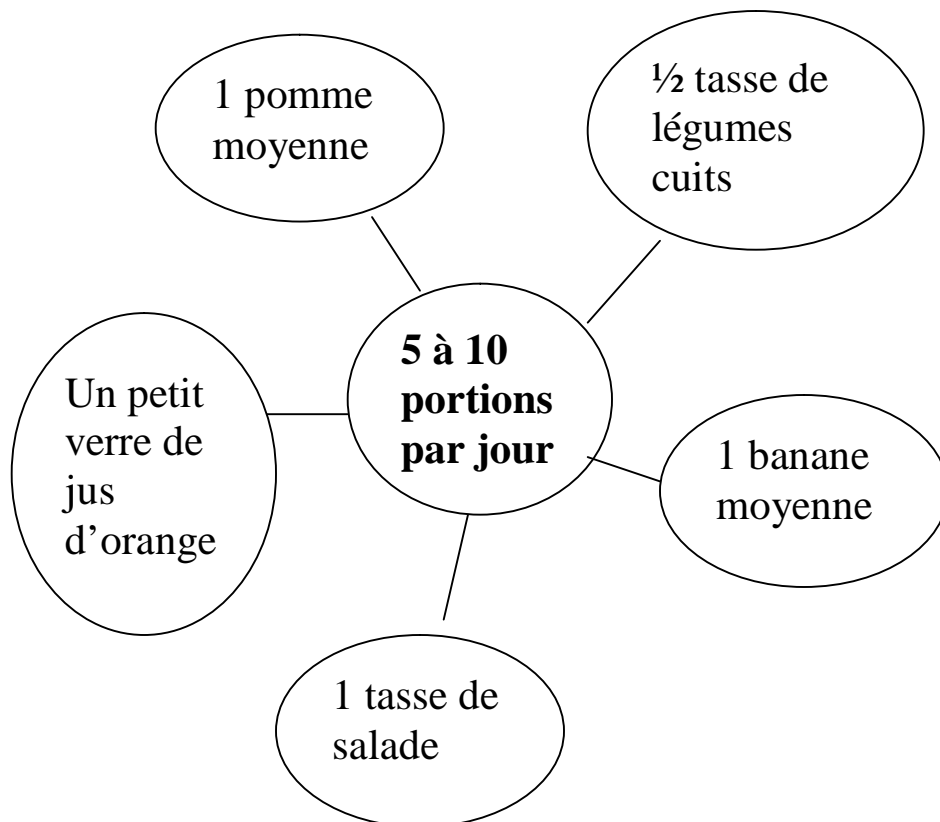 1 pomme
moyenne
½ tasse de
légumes
cuits
5 à 10
portions
par jour
Un petit
verre de
jus
d’orange
1 banane
moyenne
1 tasse de
salade